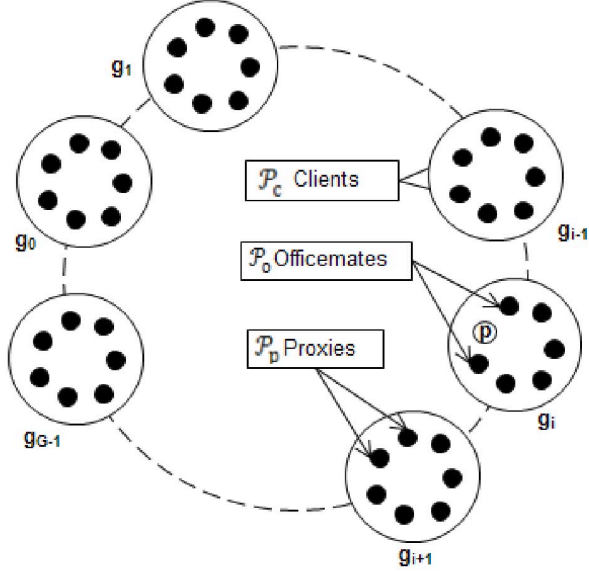 g1
𝒫c Clients
g0
gi-1
𝒫o Officemates
p
𝒫p Proxies
gi
gG-1
gi+1